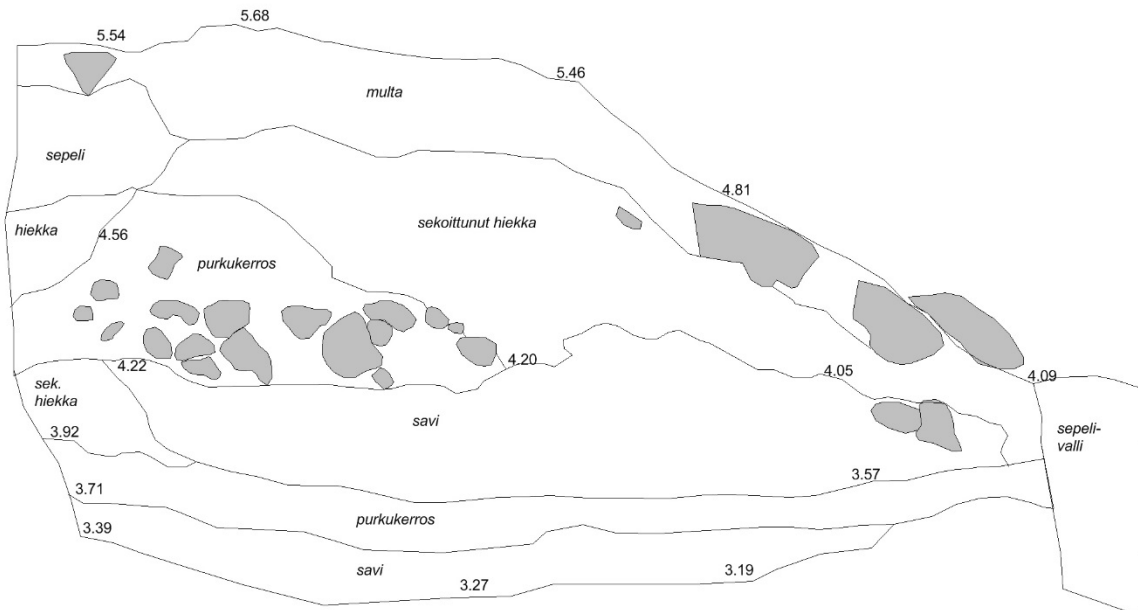 5.68
5.54
5.46
multa
sepeli
4.81
sekoittunut hiekka
hiekka
4.56
purkukerros
4.20
4.22
4.05
4.09
sek.
hiekka
savi
sepeli-
valli
3.92
3.57
3.71
purkukerros
3.39
savi
3.27
3.19